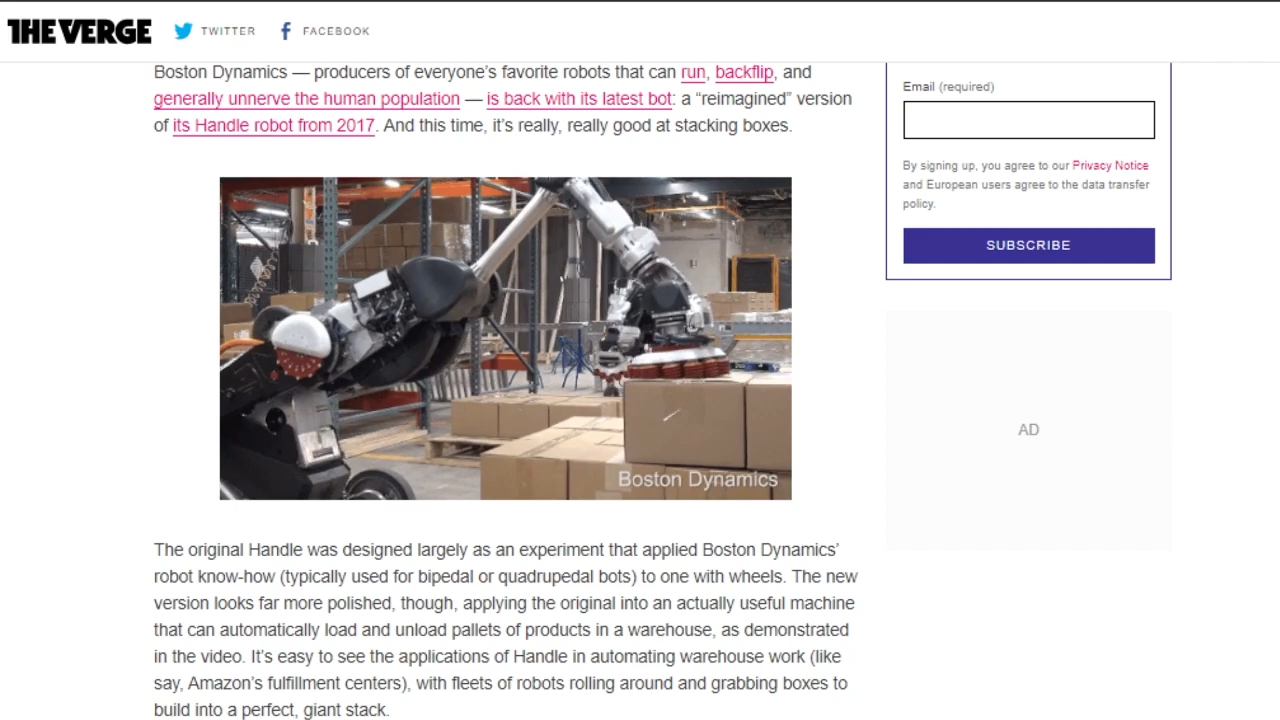 THE VERGE
TWITTER
FACEBOOK
Boston Dynamics — producers of everyone’s favorite robots that can run, backflip, and
generally unnerve the human population — is back with its latest bot: a “reimagined” version
of its Handle robot from 2017. And this time, it’s really, really good at stacking boxes.
Boston Dynamics
The original Handle was designed largely as an experiment that applied Boston Dynamics’
robot know-how (typically used for bipedal or quadrupedal bots) to one with wheels. The new
version looks far more polished, though, applying the original into an actually useful machine
that can automatically load and unload pallets of products in a warehouse, as demonstrated
in the video. It’s easy to see the applications of Handle in automating warehouse work (like
say, Amazon’s fulfillment centers), with fleets of robots rolling around and grabbing boxes to
build into a perfect, giant stack.
Email (required)
By signing up, you agree to our Privacy Notice
and European users agree to the data transfer
policy.
SUBSCRIBE
AD